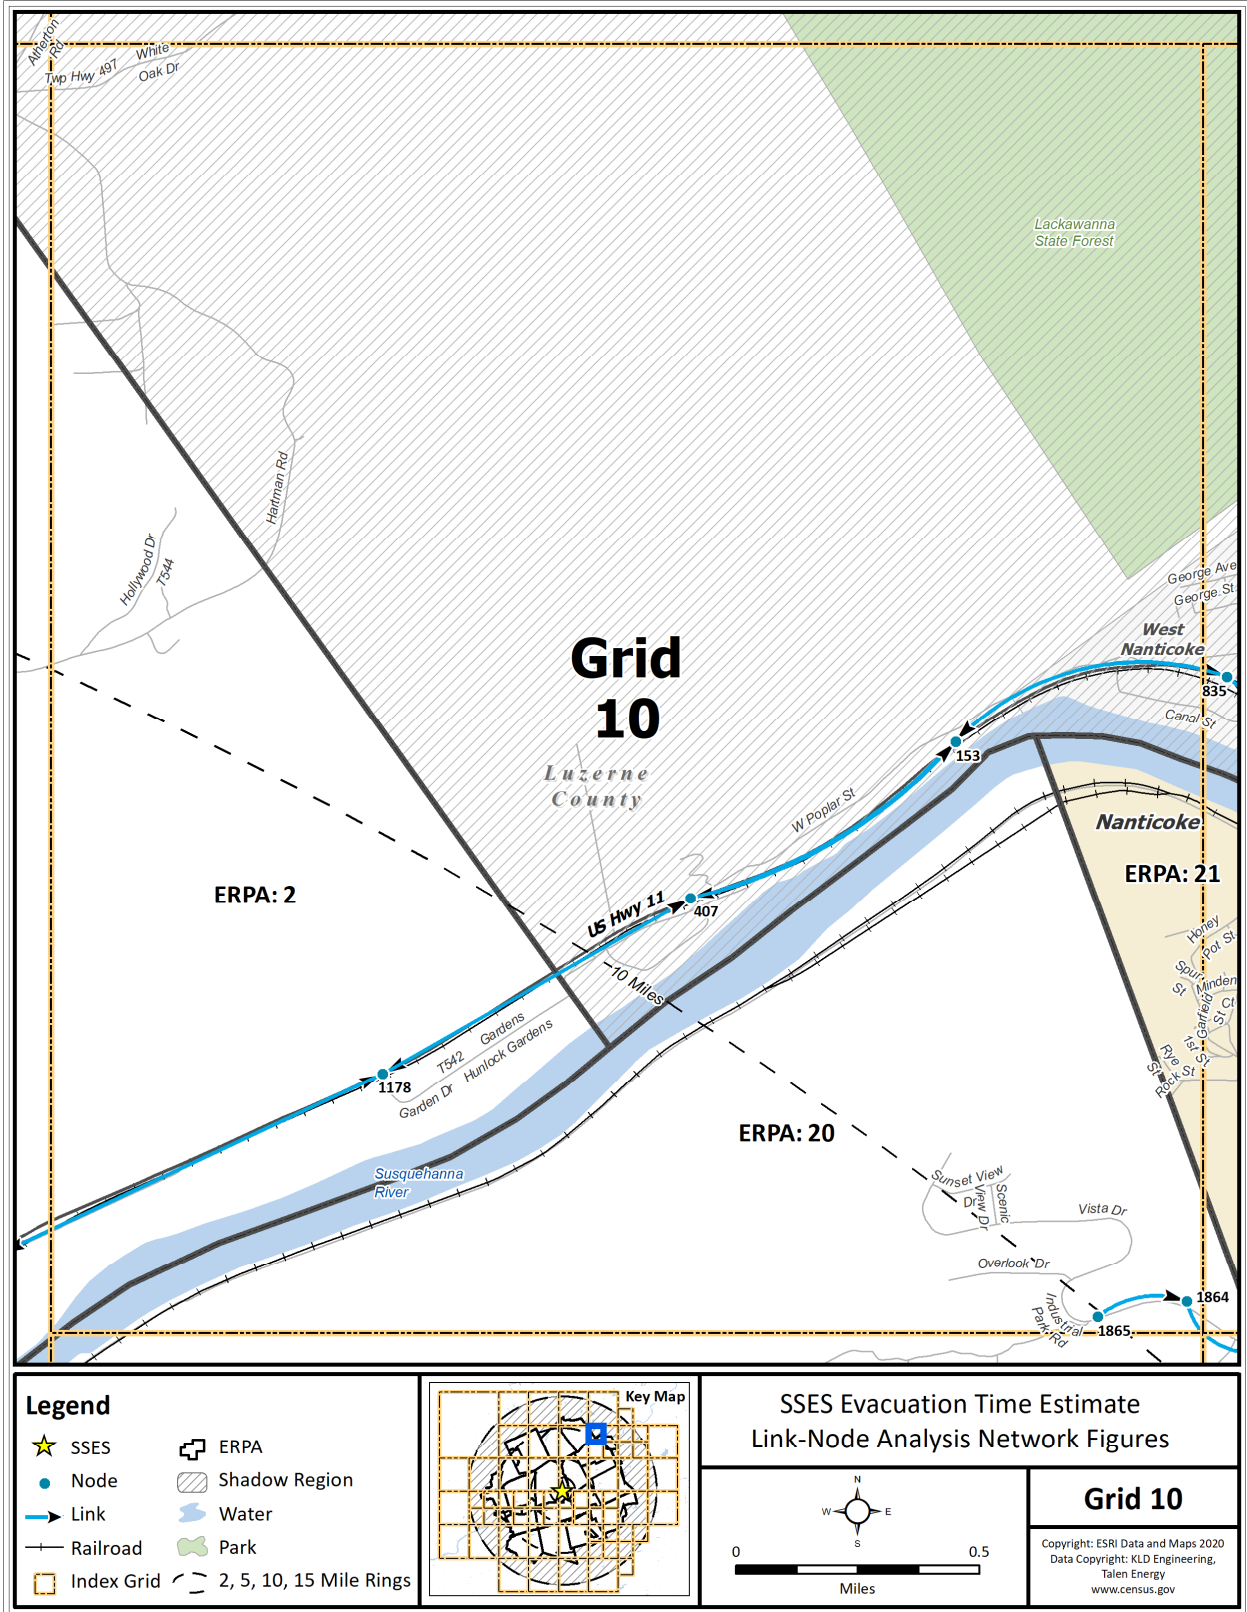 Atherton
Rd
White
Oak Dr
Twp Hwy 497
Lackawanna
State Forest
Hartman Rd
Hollywood Dr
T544
George Ave
George St
West
Nanticoke
Grid
10
835
Canal St
153
Luzerne
County
W Poplar St
Nanticoke
ERPA: 21
ERPA: 2
US Hwy 11
407
10 Miles
Honey
Pot St
Spur
St
Minden
Ct
Garfield
St
1st St
Rye
St
Rock St
T542
Gardens
Hunlock Gardens
Garden Dr
1178
ERPA: 20
Susquehanna
River
Sunset View
Dr
Scenic
View Dr
Vista Dr
Overlook Dr
Industrial
Park Rd
1864
1865
Legend
SSES
Node
Link
Railroad
Index Grid
ERPA
Shadow Region
Water
Park
2, 5, 10, 15 Mile Rings
Key Map
SSES Evacuation Time Estimate
Link-Node Analysis Network Figures
N
W
E
S
0
0.5
Miles
Grid 10
Copyright: ESRI Data and Maps 2020
Data Copyright: KLD Engineering,
Talen Energy
www.census.gov